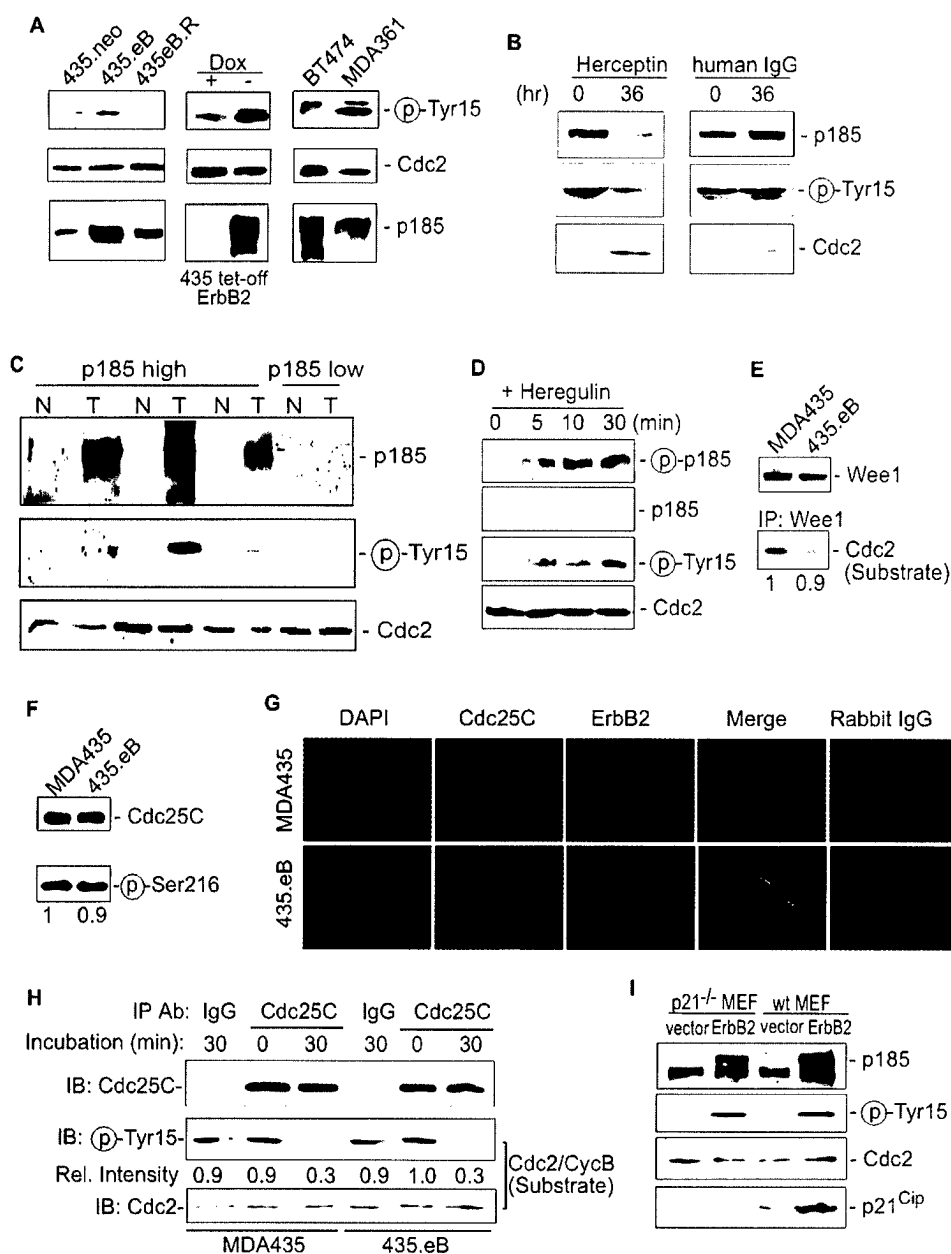 A
435.neo 435.eB 435eB.R
Dox
+ -
BT474 MDA361
- p-Tyr15
- Cdc2
- p185
435 tet-off
ErbB2
B
Herceptin human IgG
(hr) 0 36 0 36
- p185
- p-Tyr15
- Cdc2
C
p185 high p185 low
N T N T N T N T
- p185
- p-Tyr15
- Cdc2
D
+ Heregulin
0 5 10 30 (min)
- p-p185
- p185
- p-Tyr15
- Cdc2
E
MDA435 435.eB
- Wee1
IP: Wee1
- Cdc2
(Substrate)
1 0.9
F
MDA435 435.eB
- Cdc25C
- p-Ser216
1 0.9
G
DAPI Cdc25C ErbB2 Merge Rabbit IgG
MDA435
435.eB
H
IP Ab: IgG Cdc25C IgG Cdc25C
Incubation (min): 30 0 30 30 0 30
IB: Cdc25C-
IB: p-Tyr15-
Rel. Intensity 0.9 0.9 0.3 0.9 1.0 0.3
IB: Cdc2-
Cdc2/CycB
(Substrate)
MDA435 435.eB
I
p21-/- MEF wt MEF
vector ErbB2 vector ErbB2
- p185
- p-Tyr15
- Cdc2
- p21Cip